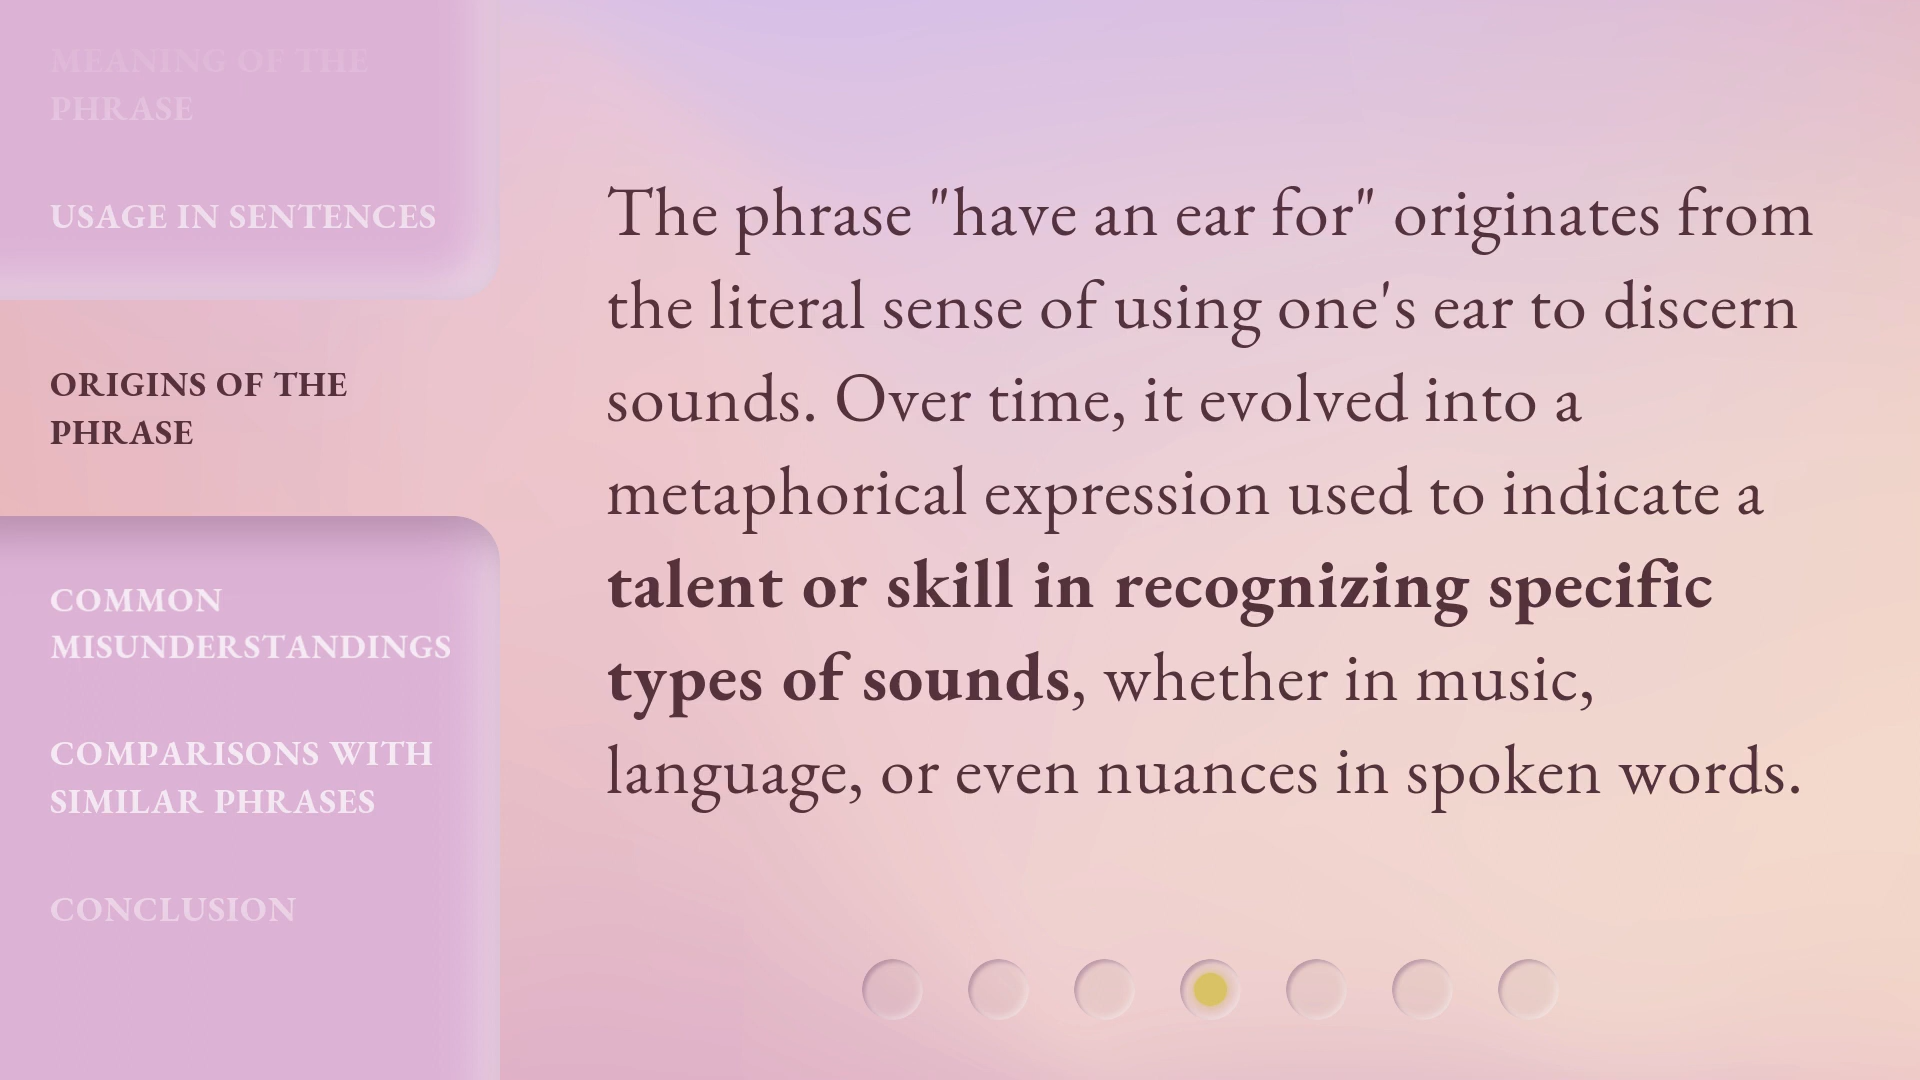 MEANING OF THE
PHRASE
USAGE IN SENTENCES
ORIGINS OF THE
PHRASE
COMMON
MISUNDERSTANDINGS
COMPARISONS WITH
SIMILAR PHRASES
CONCLUSION
The phrase "have an ear for" originates from
the literal sense of using one's ear to discern
sounds. Over time, it evolved into a
metaphorical expression used to indicate a
talent or skill in recognizing specific
types of sounds, whether in music,
language, or even nuances in spoken words.